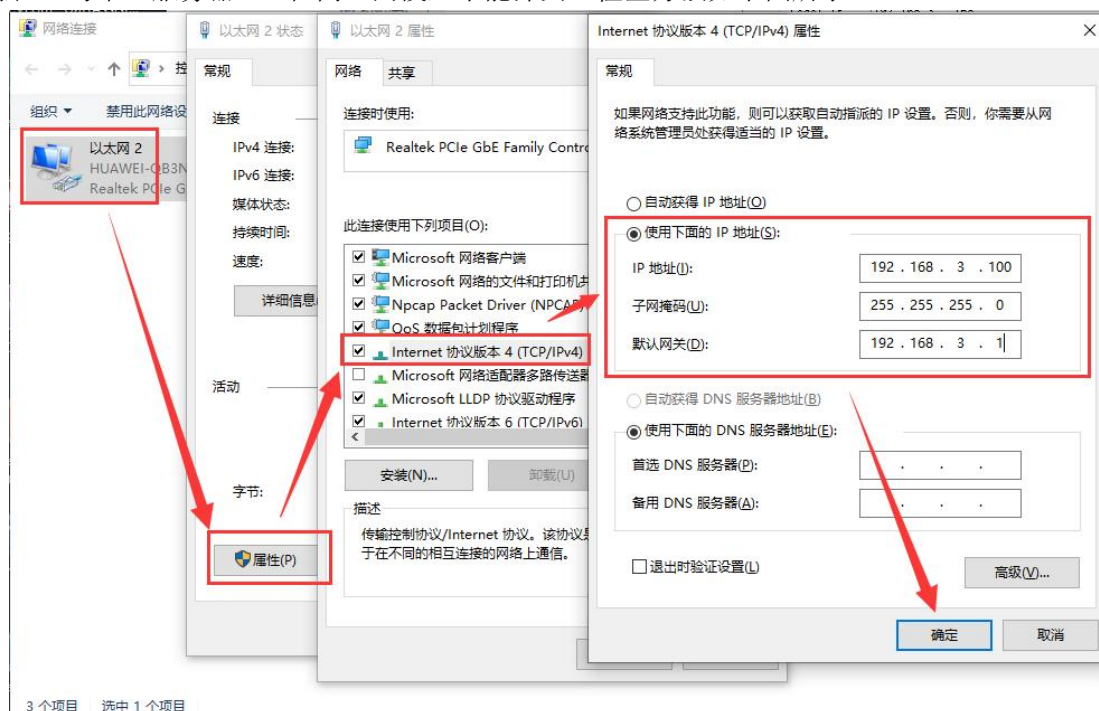 网络连接
控
组织
禁用此网络设
以太网 2
HUAWEI-QB3N
Realtek PCIe G
3 个项目
选中 1 个项目
以太网 2 状态
常规
连接
IPv4 连接:
IPv6 连接:
媒体状态:
持续时间:
速度:
详细信息
活动
字节:
属性(P)
以太网 2 属性
网络
共享
连接时使用:
Realtek PCIe GbE Family Contro
此连接使用下列项目(O):
Microsoft 网络客户端
Microsoft 网络的文件和打印机共
Npcap Packet Driver (NPCAP)
QoS 数据包计划程序
Internet 协议版本 4 (TCP/IPv4)
Microsoft 网络适配器多路传送器
Microsoft LLDP 协议驱动程序
Internet 协议版本 6 (TCP/IPv6)
安装(N)...
卸载(U)
描述
传输控制协议/Internet 协议。该协议是
于在不同的相互连接的网络上通信。
Internet 协议版本 4 (TCP/IPv4) 属性
常规
如果网络支持此功能，则可以获取自动指派的 IP 设置。否则，你需要从网
络系统管理员处获得适当的 IP 设置。
自动获得 IP 地址(O)
使用下面的 IP 地址(S):
IP 地址(I):
192 . 168 . 3 . 100
子网掩码(U):
255 . 255 . 255 . 0
默认网关(D):
192 . 168 . 3 . 1
自动获得 DNS 服务器地址(B)
使用下面的 DNS 服务器地址(E):
首选 DNS 服务器(P):
. . .
备用 DNS 服务器(A):
. . .
退出时验证设置(L)
高级(V)...
确定
取消